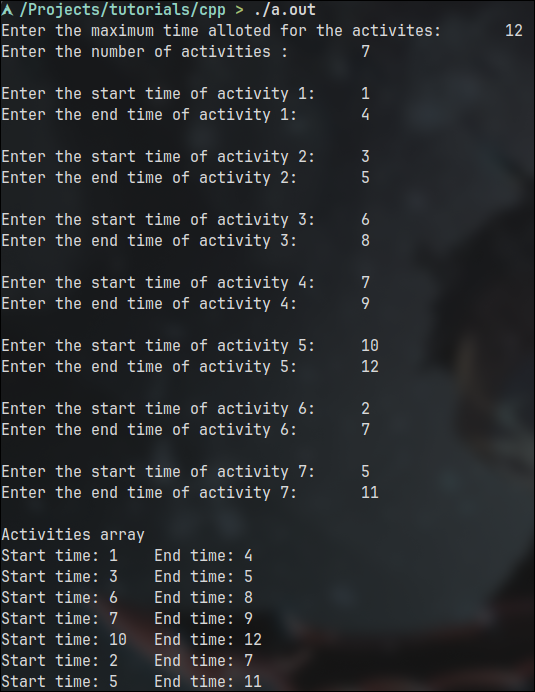 /Projects/tutorials/cpp > ./a.out
Enter the maximum time alloted for the activites: 12
Enter the number of activities : 7
Enter the start time of activity 1: 1
Enter the end time of activity 1: 4
Enter the start time of activity 2: 3
Enter the end time of activity 2: 5
Enter the start time of activity 3: 6
Enter the end time of activity 3: 8
Enter the start time of activity 4: 7
Enter the end time of activity 4: 9
Enter the start time of activity 5: 10
Enter the end time of activity 5: 12
Enter the start time of activity 6: 2
Enter the end time of activity 6: 7
Enter the start time of activity 7: 5
Enter the end time of activity 7: 11
Activities array
Start time: 1 End time: 4
Start time: 3 End time: 5
Start time: 6 End time: 8
Start time: 7 End time: 9
Start time: 10 End time: 12
Start time: 2 End time: 7
Start time: 5 End time: 11